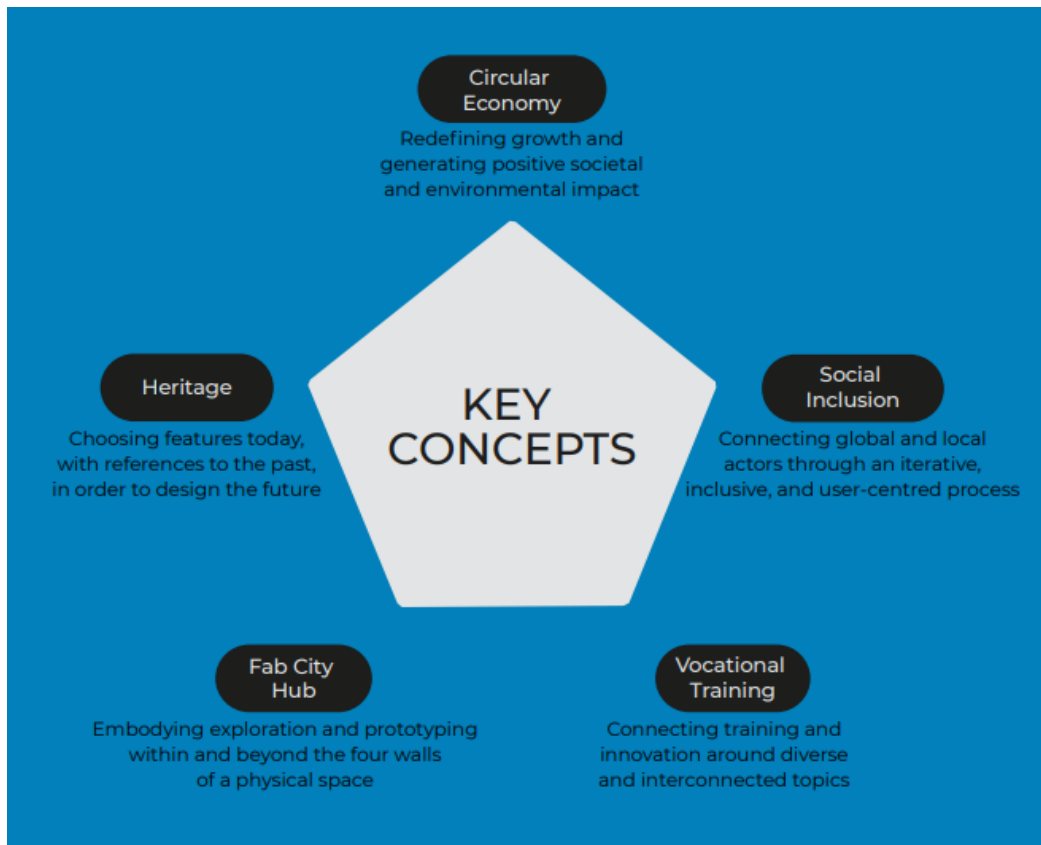 Circular
Economy
Redefining growth and
generating positive societal
and environmental impact
Heritage
Choosing features today,
with references to the past,
in order to design the future
KEY
CONCEPTS
Social
Inclusion
Connecting global and local
actors through an iterative,
inclusive, and user-centred process
Fab City
Hub
Embodying exploration and prototyping
within and beyond the four walls
of a physical space
Vocational
Training
Connecting training and
innovation around diverse
and interconnected topics